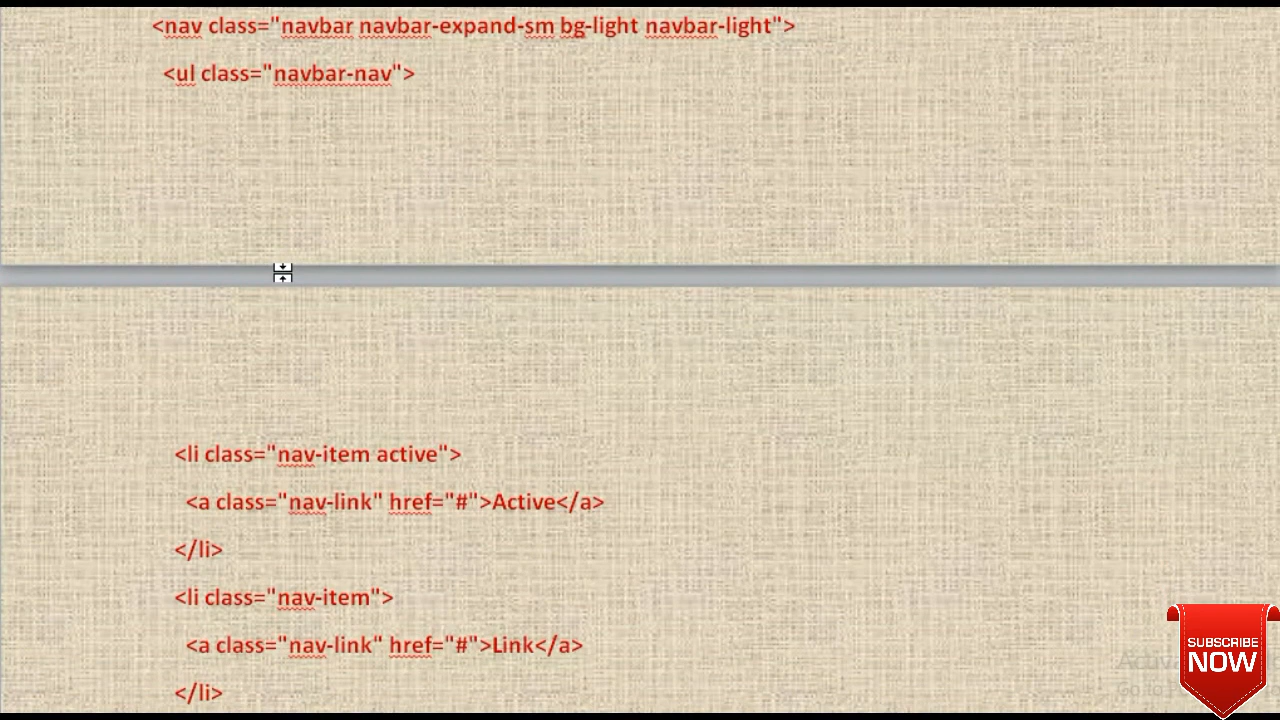 <nav class="navbar navbar-expand-sm bg-light navbar-light">
<ul class="navbar-nav">
<li class="nav-item active">
<a class="nav-link" href="#">Active</a>
</li>
<li class="nav-item">
<a class="nav-link" href="#">Link</a>
</li>
SUBSCRIBE
NOW